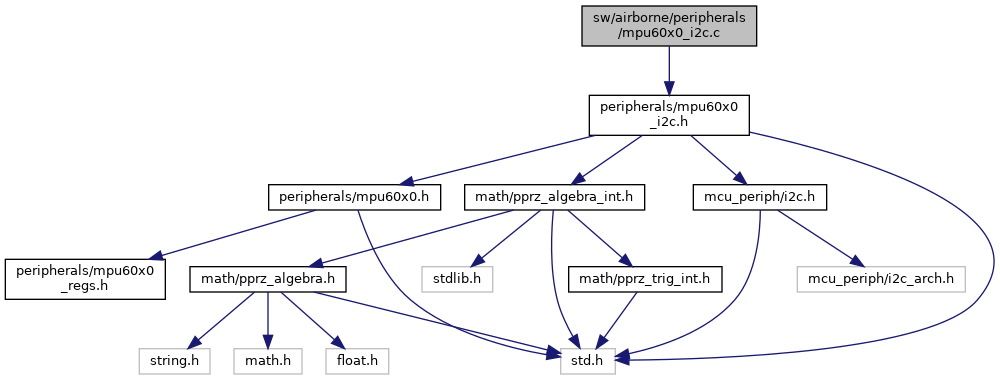 sw/airborne/peripherals
/mpu60x0_i2c.c
peripherals/mpu60x0
_i2c.h
peripherals/mpu60x0.h
math/pprz_algebra_int.h
mcu_periph/i2c.h
peripherals/mpu60x0
_regs.h
math/pprz_algebra.h
stdlib.h
math/pprz_trig_int.h
mcu_periph/i2c_arch.h
string.h
math.h
float.h
std.h